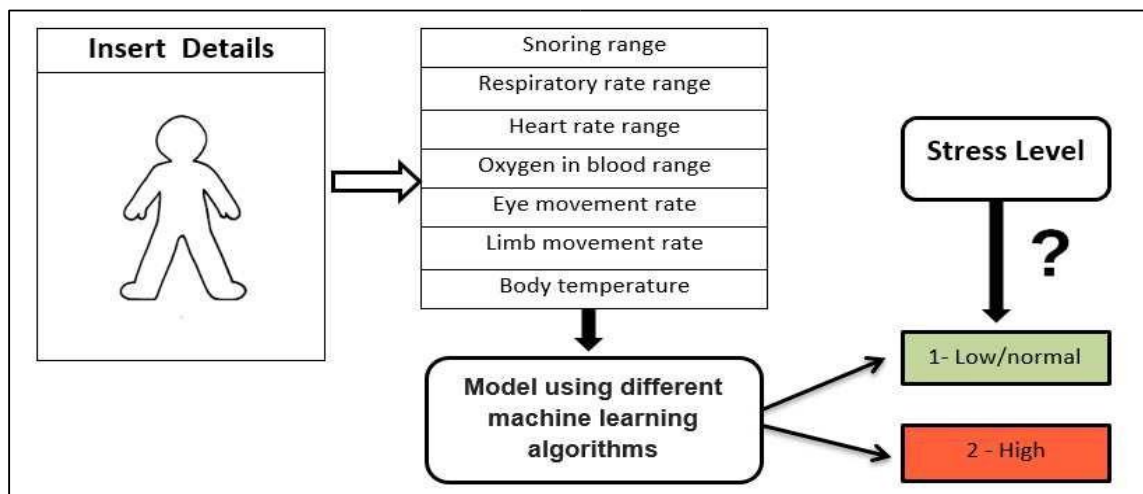 Insert Details
Snoring range
Respiratory rate range
Heart rate range
Oxygen in blood range
Eye movement rate
Limb movement rate
Body temperature
Model using different
machine learning
algorithms
Stress Level
?
1- Low/normal
2 - High